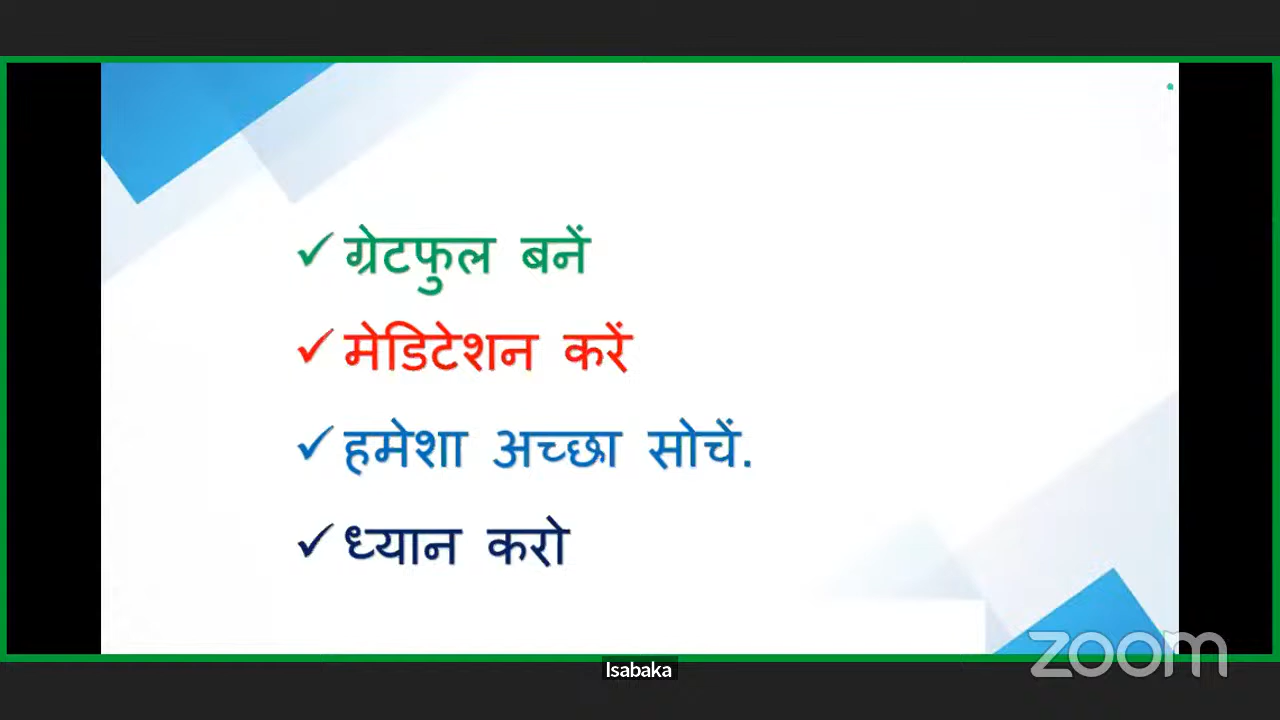 ✓ ग्रेटफुल बनें
✓ मेडिटेशन करें
✓ हमेशा अच्छा सोचें.
✓ ध्यान करो
zoom
Isabaka